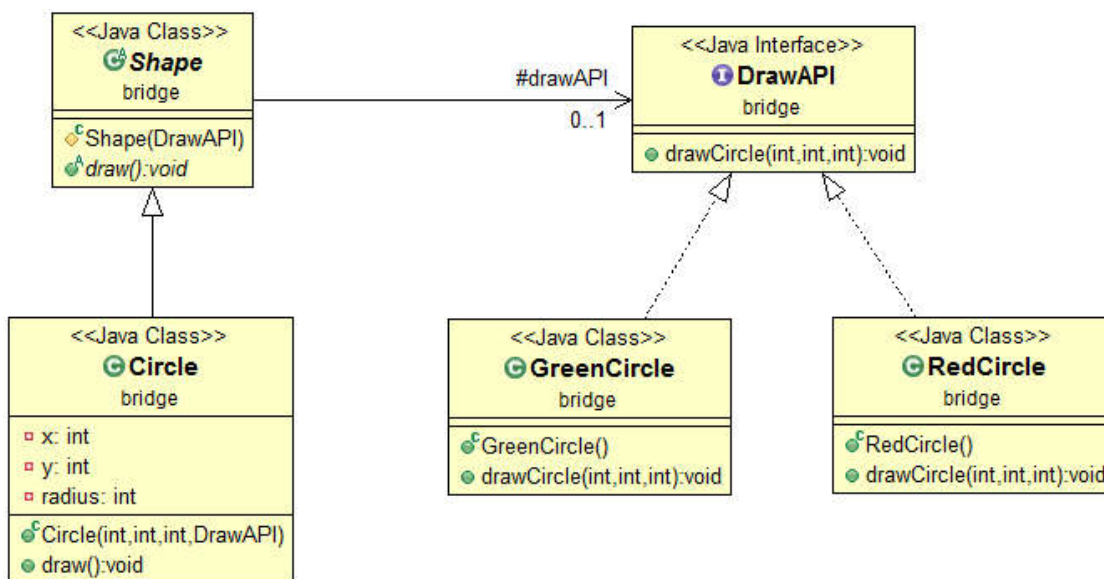 <<Java Class>>
Shape
bridge
Shape(DrawAPI)
draw():void
#drawAPI
0..1
<<Java Interface>>
DrawAPI
bridge
drawCircle(int,int,int):void
<<Java Class>>
Circle
bridge
x: int
y: int
radius: int
Circle(int,int,int,DrawAPI)
draw():void
<<Java Class>>
GreenCircle
bridge
GreenCircle()
drawCircle(int,int,int):void
<<Java Class>>
RedCircle
bridge
RedCircle()
drawCircle(int,int,int):void